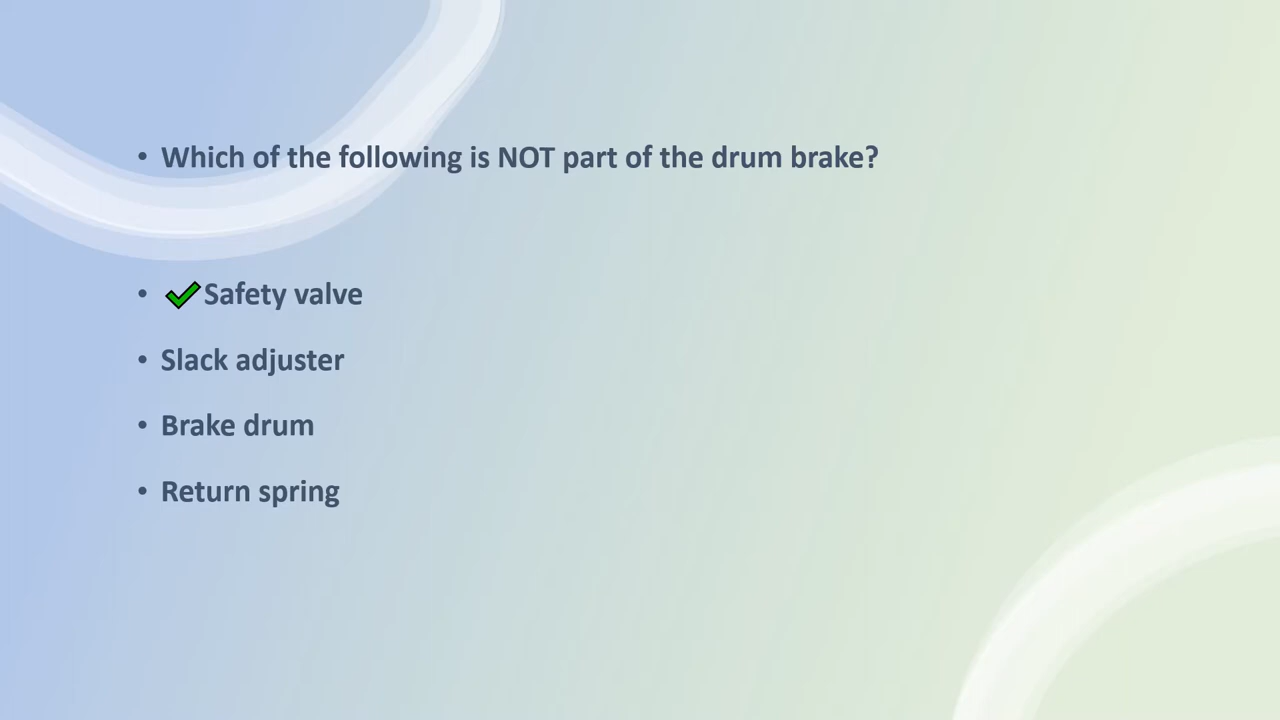 • Which of the following is NOT part of the drum brake?
• Safety valve
• Slack adjuster
• Brake drum
• Return spring